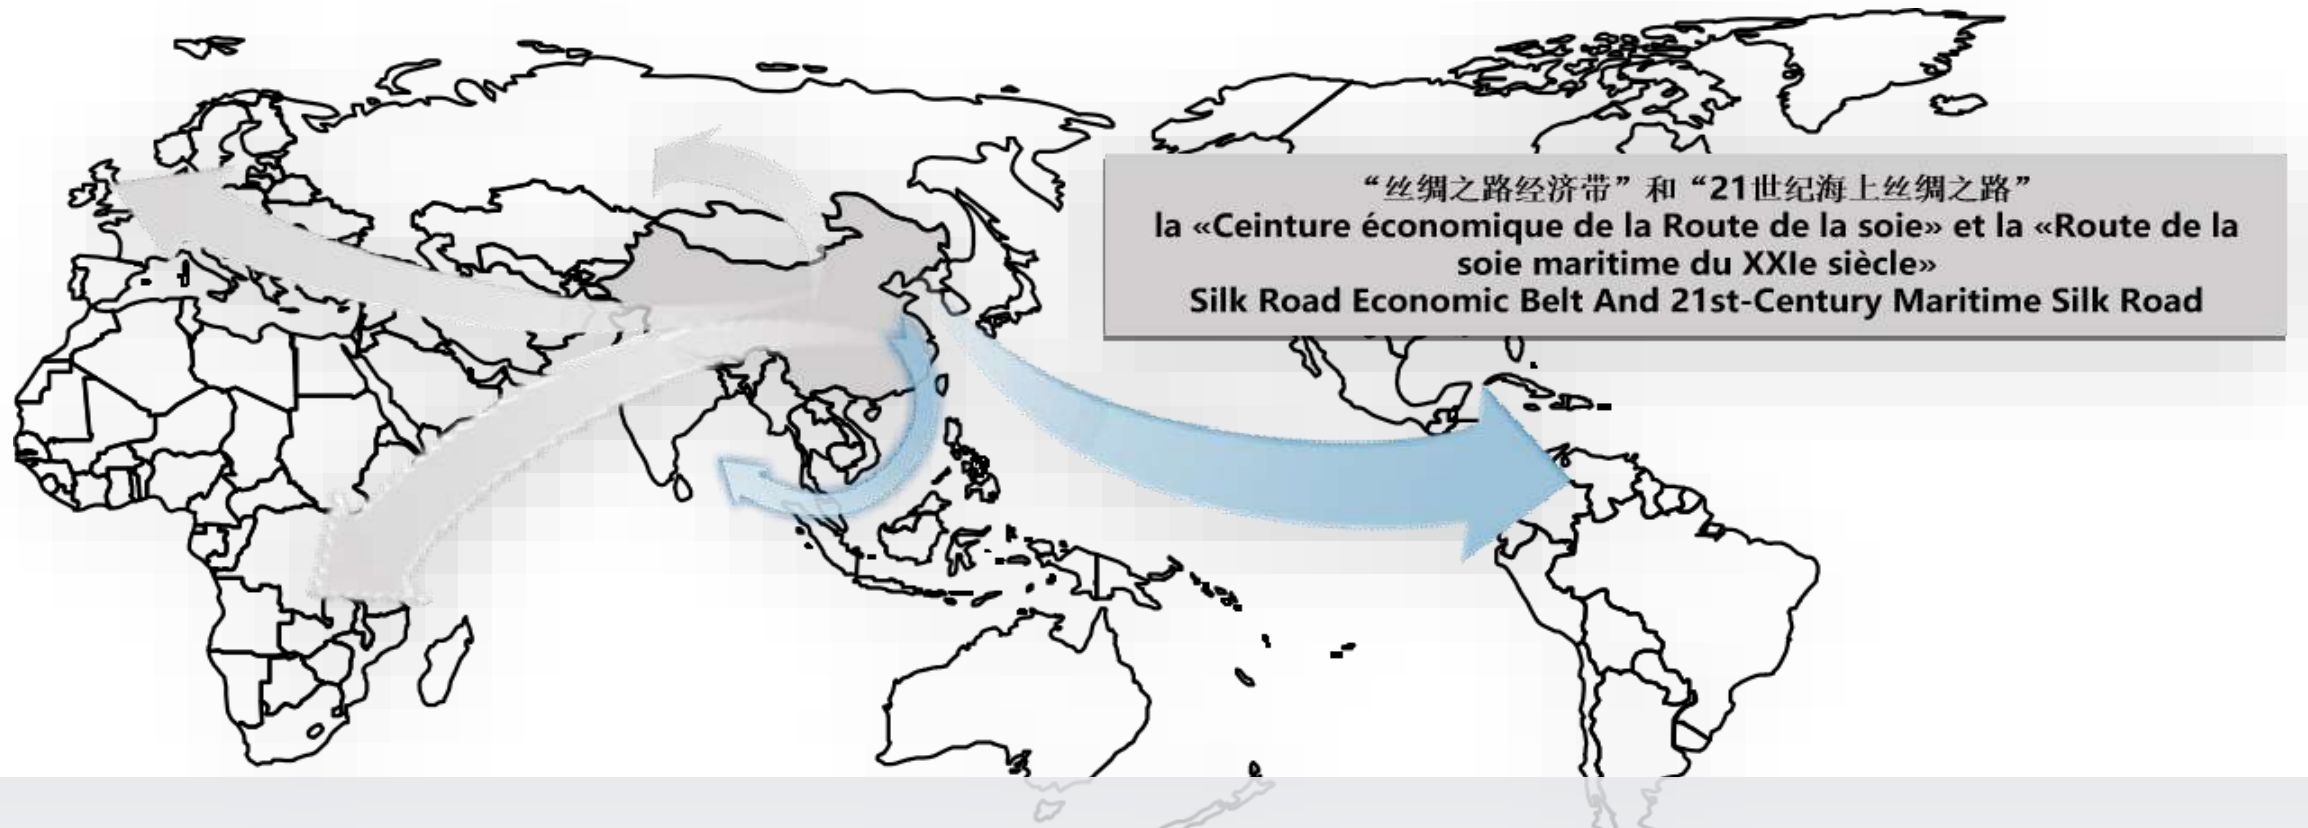 “丝绸之路经济带”和“21世纪海上丝绸之路”
la «Ceinture économique de la Route de la soie» et la «Route de la
soie maritime du XXIe siècle»
Silk Road Economic Belt And 21st-Century Maritime Silk Road